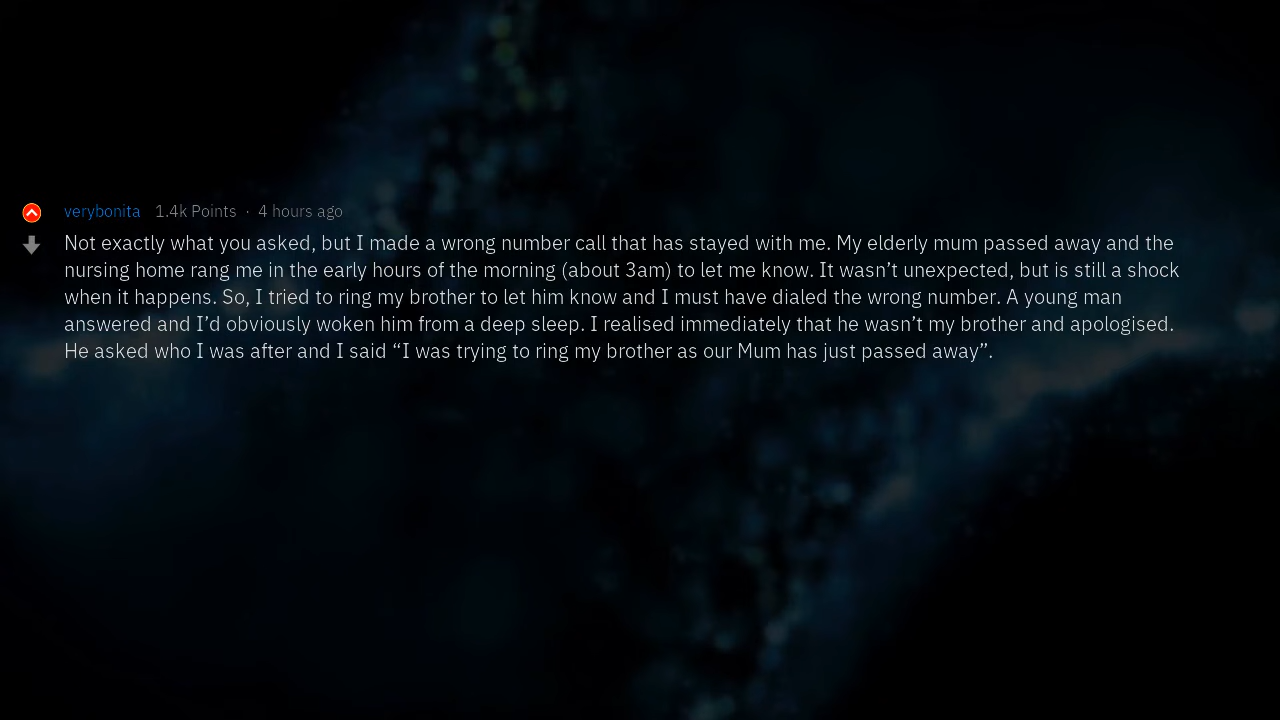 verybonita 1.4k Points · 4 hours ago
Not exactly what you asked, but I made a wrong number call that has stayed with me. My elderly mum passed away and the
nursing home rang me in the early hours of the morning (about 3am) to let me know. It wasn’t unexpected, but is still a shock
when it happens. So, I tried to ring my brother to let him know and I must have dialed the wrong number. A young man
answered and I’d obviously woken him from a deep sleep. I realised immediately that he wasn’t my brother and apologised.
He asked who I was after and I said “I was trying to ring my brother as our Mum has just passed away”.